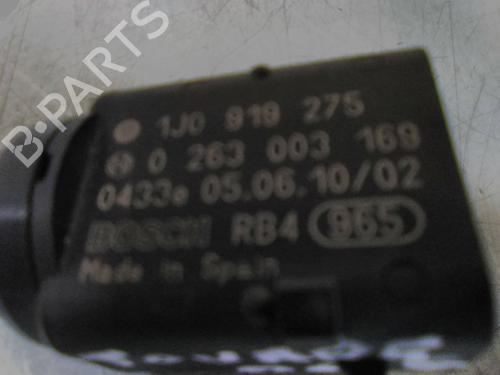 B-PARTS
1J0 919 275
0 263 003 169
0433e 05.06.10/02
BOSCH RB4 965
Made in Spain